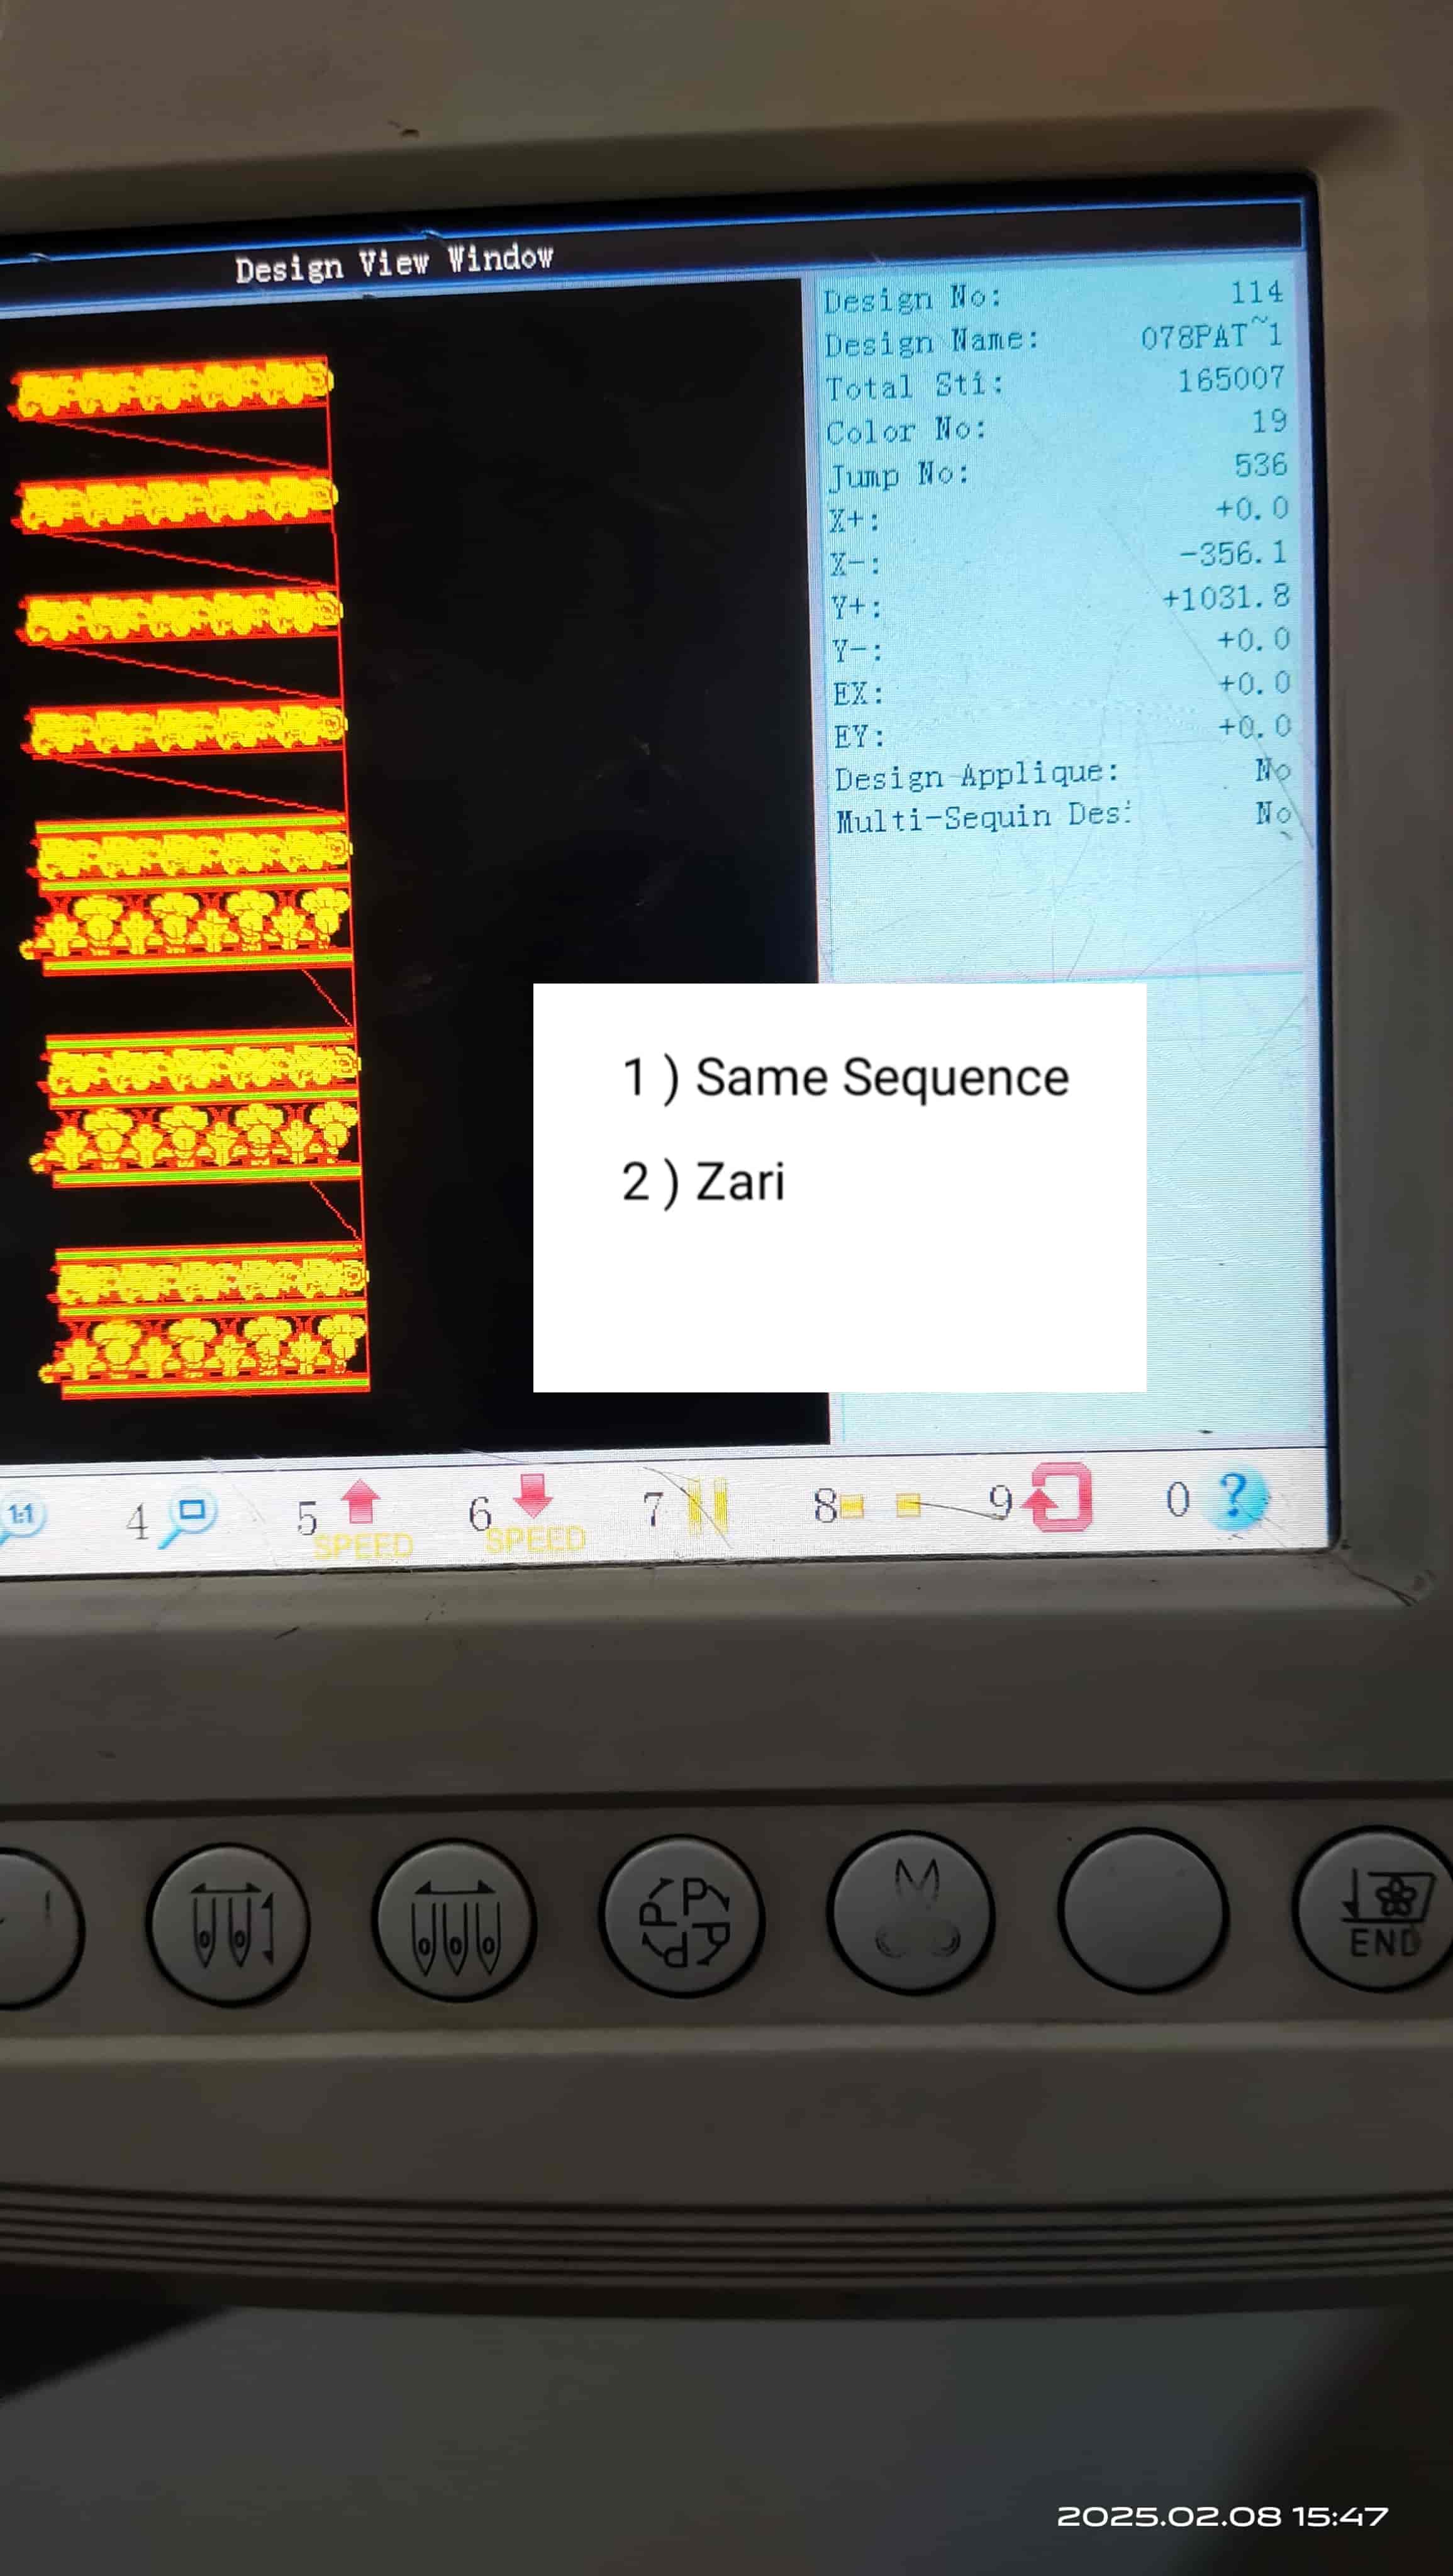 Design View Window
Design No: 114
Design Name: 078PAT~1
Total Sti: 165007
Color No: 19
Jump No: 536
X+: +0.0
X-: -356.1
Y+: +1031.8
Y-: +0.0
EX: +0.0
EY: +0.0
Design Applique: No
Multi-Sequin Des: No
1 ) Same Sequence
2 ) Zari
1:1 4 5 SPEED 6 SPEED 7 8 9 0 ?
P P P P M END
2025.02.08 15:47